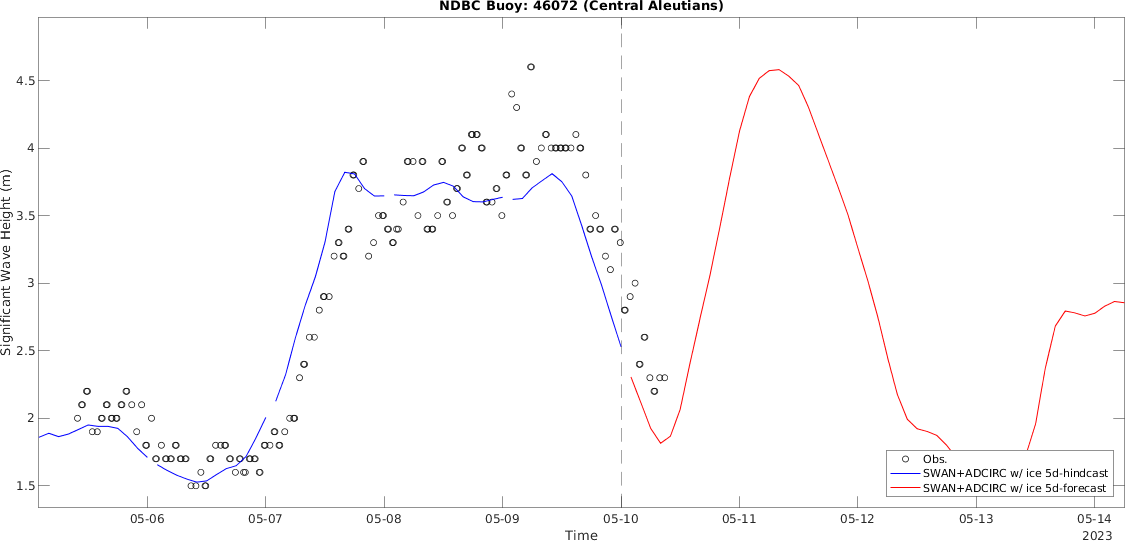 NDBC Buoy: 46072 (Central Aleutians)
Significant Wave Height (m)
4.5
4
3.5
3
2.5
2
1.5
Obs.
SWAN+ADCIRC w/ ice 5d-hindcast
SWAN+ADCIRC w/ ice 5d-forecast
05-06 05-07 05-08 05-09 05-10 05-11 05-12 05-13 05-14
Time
2023